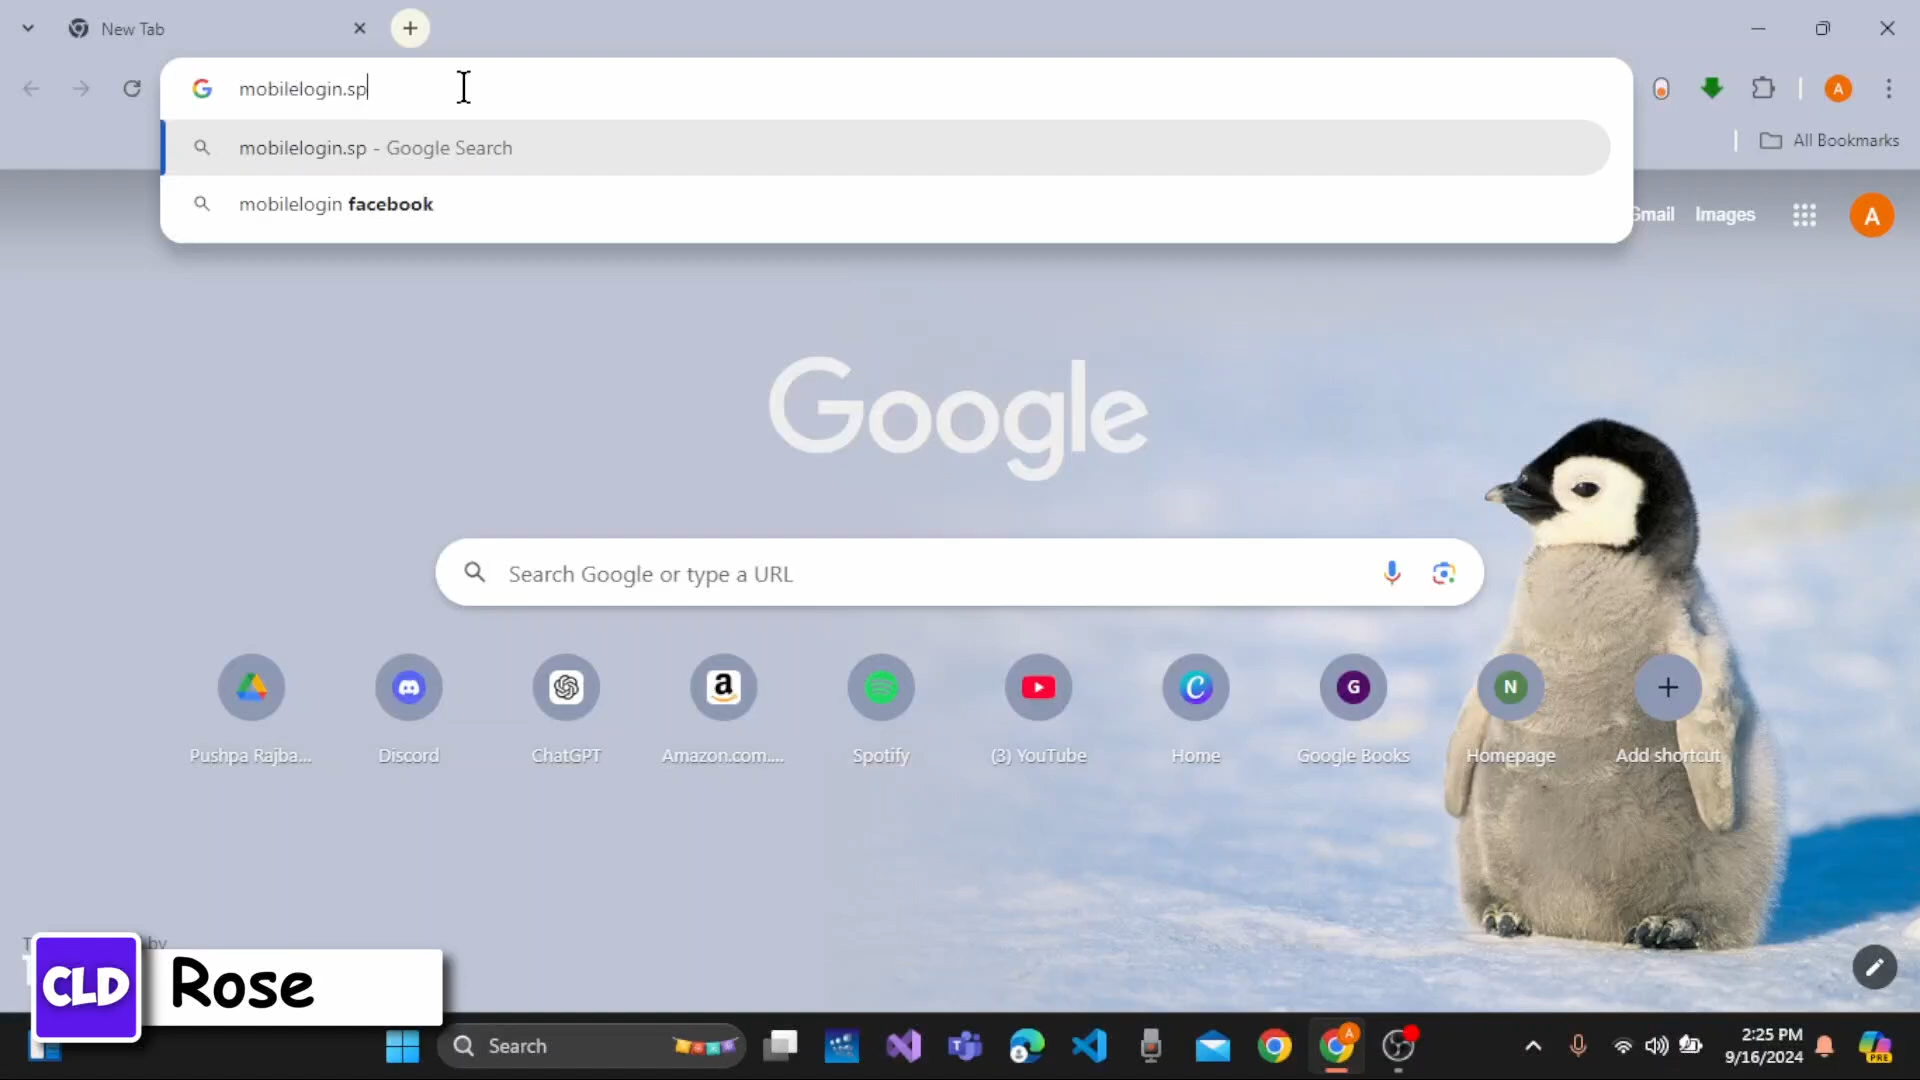 New Tab
mobilelogin.sp
mobilelogin.sp - Google Search
mobilelogin facebook
All Bookmarks
Gmail
Images
A
A
Google
Search Google or type a URL
Pushpa Rajba...
Discord
ChatGPT
Amazon.com....
Spotify
(3) YouTube
Home
G
Google Books
N
Homepage
Add shortcut
by
CLD
Rose
Search
2:25 PM
9/16/2024
PRE